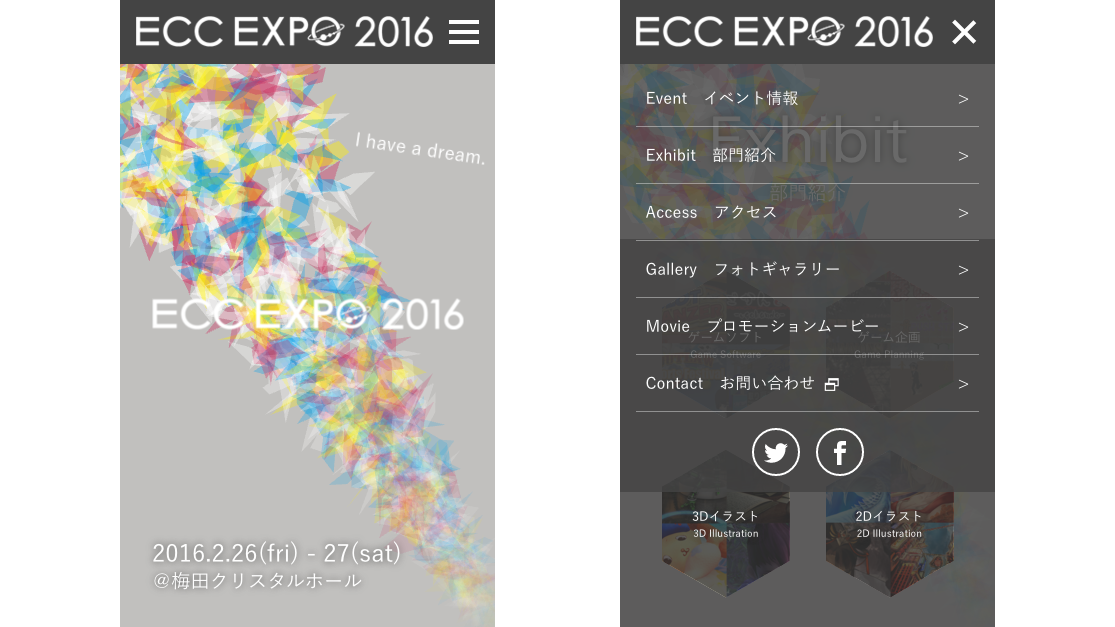 ECC EXPO 2016
I have a dream.
ECC EXPO 2016
2016.2.26(fri) - 27(sat)
@梅田クリスタルホール
ECC EXPO 2016
Event イベント情報 >
Exhibit
Exhibit 部門紹介 >
部門紹介
Access アクセス >
Gallery フォトギャラリー >
Movie プロモーションムービー >
ゲームソフト
Game Software
ゲーム企画
Game Planning
Contact お問い合わせ >
3Dイラスト
3D Illustration
2Dイラスト
2D Illustration